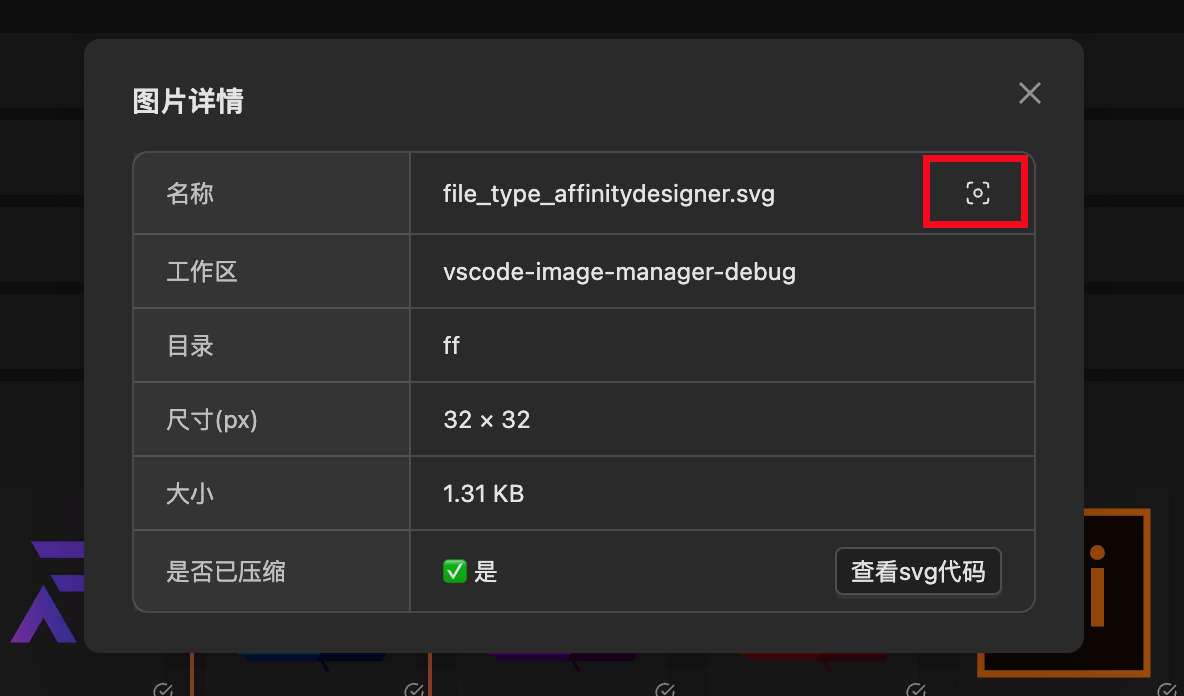 图片详情
名称 file_type_affinitydesigner.svg
工作区 vscode-image-manager-debug
目录 ff
尺寸(px) 32 × 32
大小 1.31 KB
是否已压缩 ✅ 是 查看svg代码
i